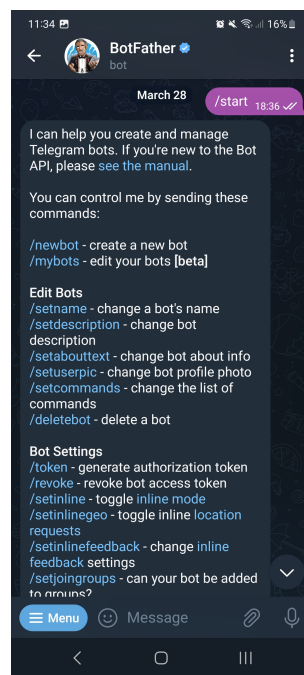 11:34
16%
BotFather
bot
March 28
/start 18:36
I can help you create and manage
Telegram bots. If you're new to the Bot
API, please see the manual.
You can control me by sending these
commands:
/newbot - create a new bot
/mybots - edit your bots [beta]
Edit Bots
/setname - change a bot's name
/setdescription - change bot
description
/setabouttext - change bot about info
/setuserpic - change bot profile photo
/setcommands - change the list of
commands
/deletebot - delete a bot
Bot Settings
/token - generate authorization token
/revoke - revoke bot access token
/setinline - toggle inline mode
/setinlinegeo - toggle inline location
requests
/setinlinefeedback - change inline
feedback settings
/setjoingroups - can your bot be added
to groups?
Menu
Message